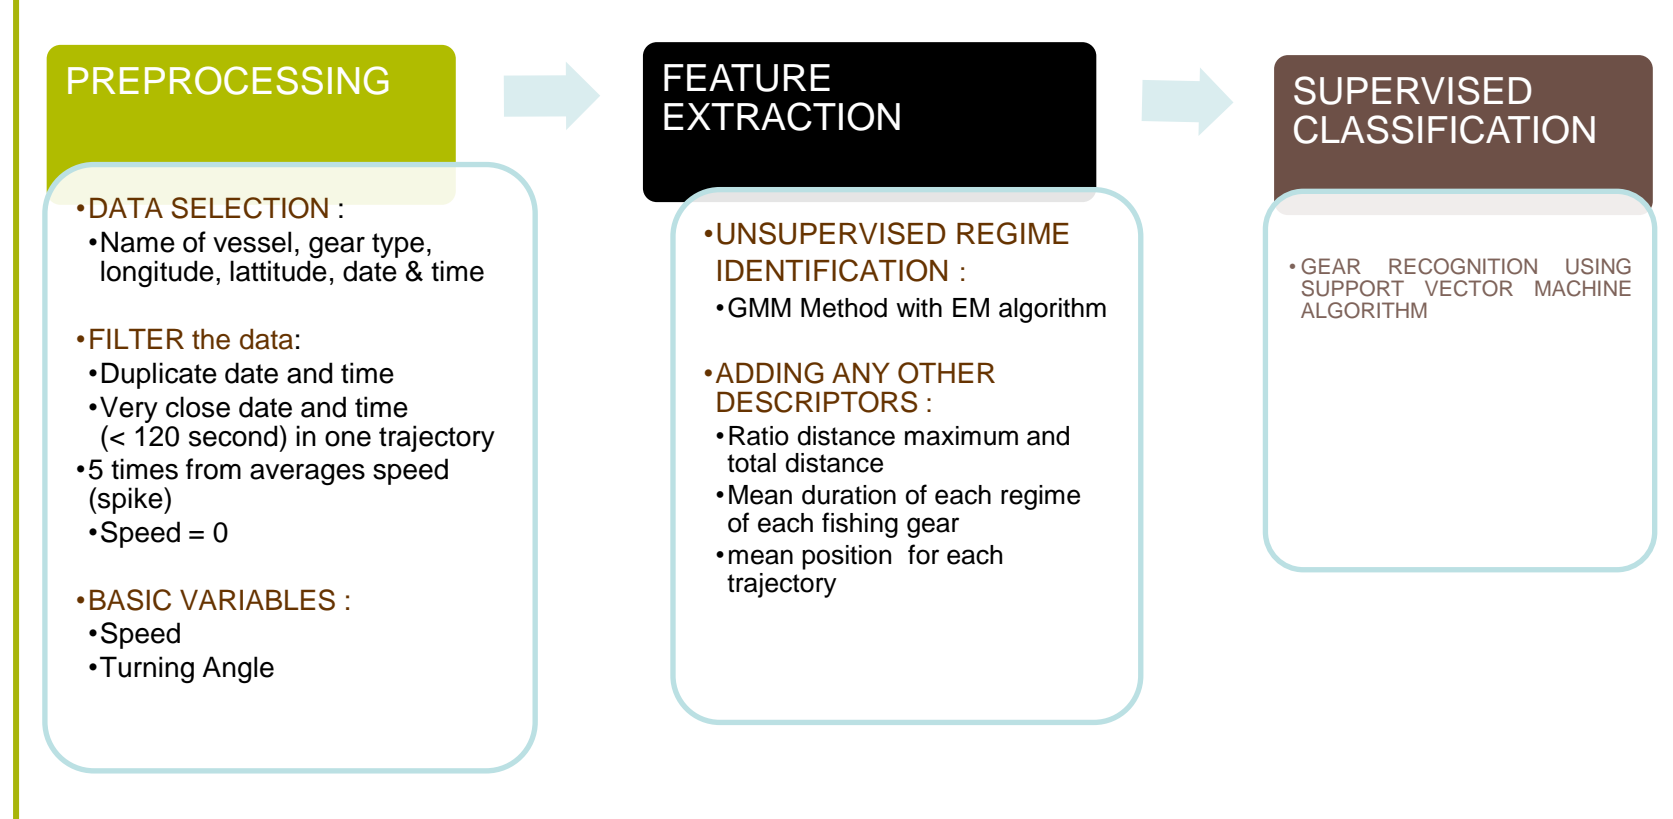 PREPROCESSING
•DATA SELECTION :
•Name of vessel, gear type,
longitude, lattitude, date & time
•FILTER the data:
•Duplicate date and time
•Very close date and time
(< 120 second) in one trajectory
•5 times from averages speed
(spike)
•Speed = 0
•BASIC VARIABLES :
•Speed
•Turning Angle
FEATURE
EXTRACTION
•UNSUPERVISED REGIME
IDENTIFICATION :
•GMM Method with EM algorithm
•ADDING ANY OTHER
DESCRIPTORS :
•Ratio distance maximum and
total distance
•Mean duration of each regime
of each fishing gear
•mean position for each
trajectory
SUPERVISED
CLASSIFICATION
•GEAR RECOGNITION USING
SUPPORT VECTOR MACHINE
ALGORITHM